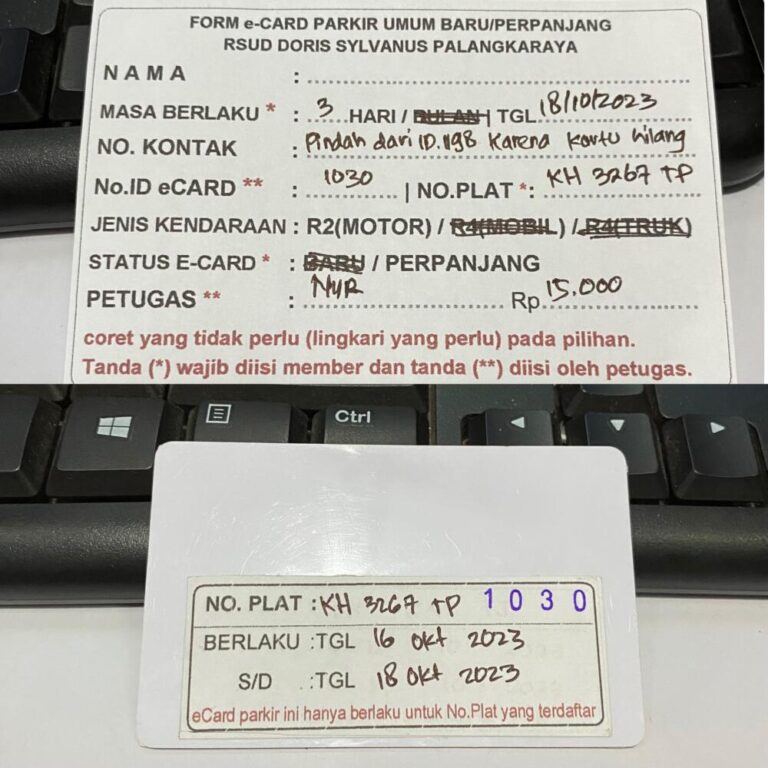 FORM e-CARD PARKIR UMUM BARU/PERPANJANG
RSUD DORIS SYLVANUS PALANGKARAYA
NAMA :
MASA BERLAKU * : 3 HARI / BULAN | TGL 18/10/2023
NO. KONTAK : Pindah dari ID.1198 Karena kartu hilang
No.ID eCARD ** : 1030 | NO.PLAT *: KH 3267 TP
JENIS KENDARAAN : R2(MOTOR) / R4(MOBIL) / R4(TRUK)
STATUS E-CARD * : BARU / PERPANJANG
PETUGAS ** : NUR Rp 15.000
coret yang tidak perlu (lingkari yang perlu) pada pilihan.
Tanda (*) wajib diisi member dan tanda (**) diisi oleh petugas.
Ctrl
NO. PLAT : KH 3267 TP 1030
BERLAKU :TGL 16 Okt 2023
S/D :TGL 18 Okt 2023
eCard parkir ini hanya berlaku untuk No.Plat yang terdaftar